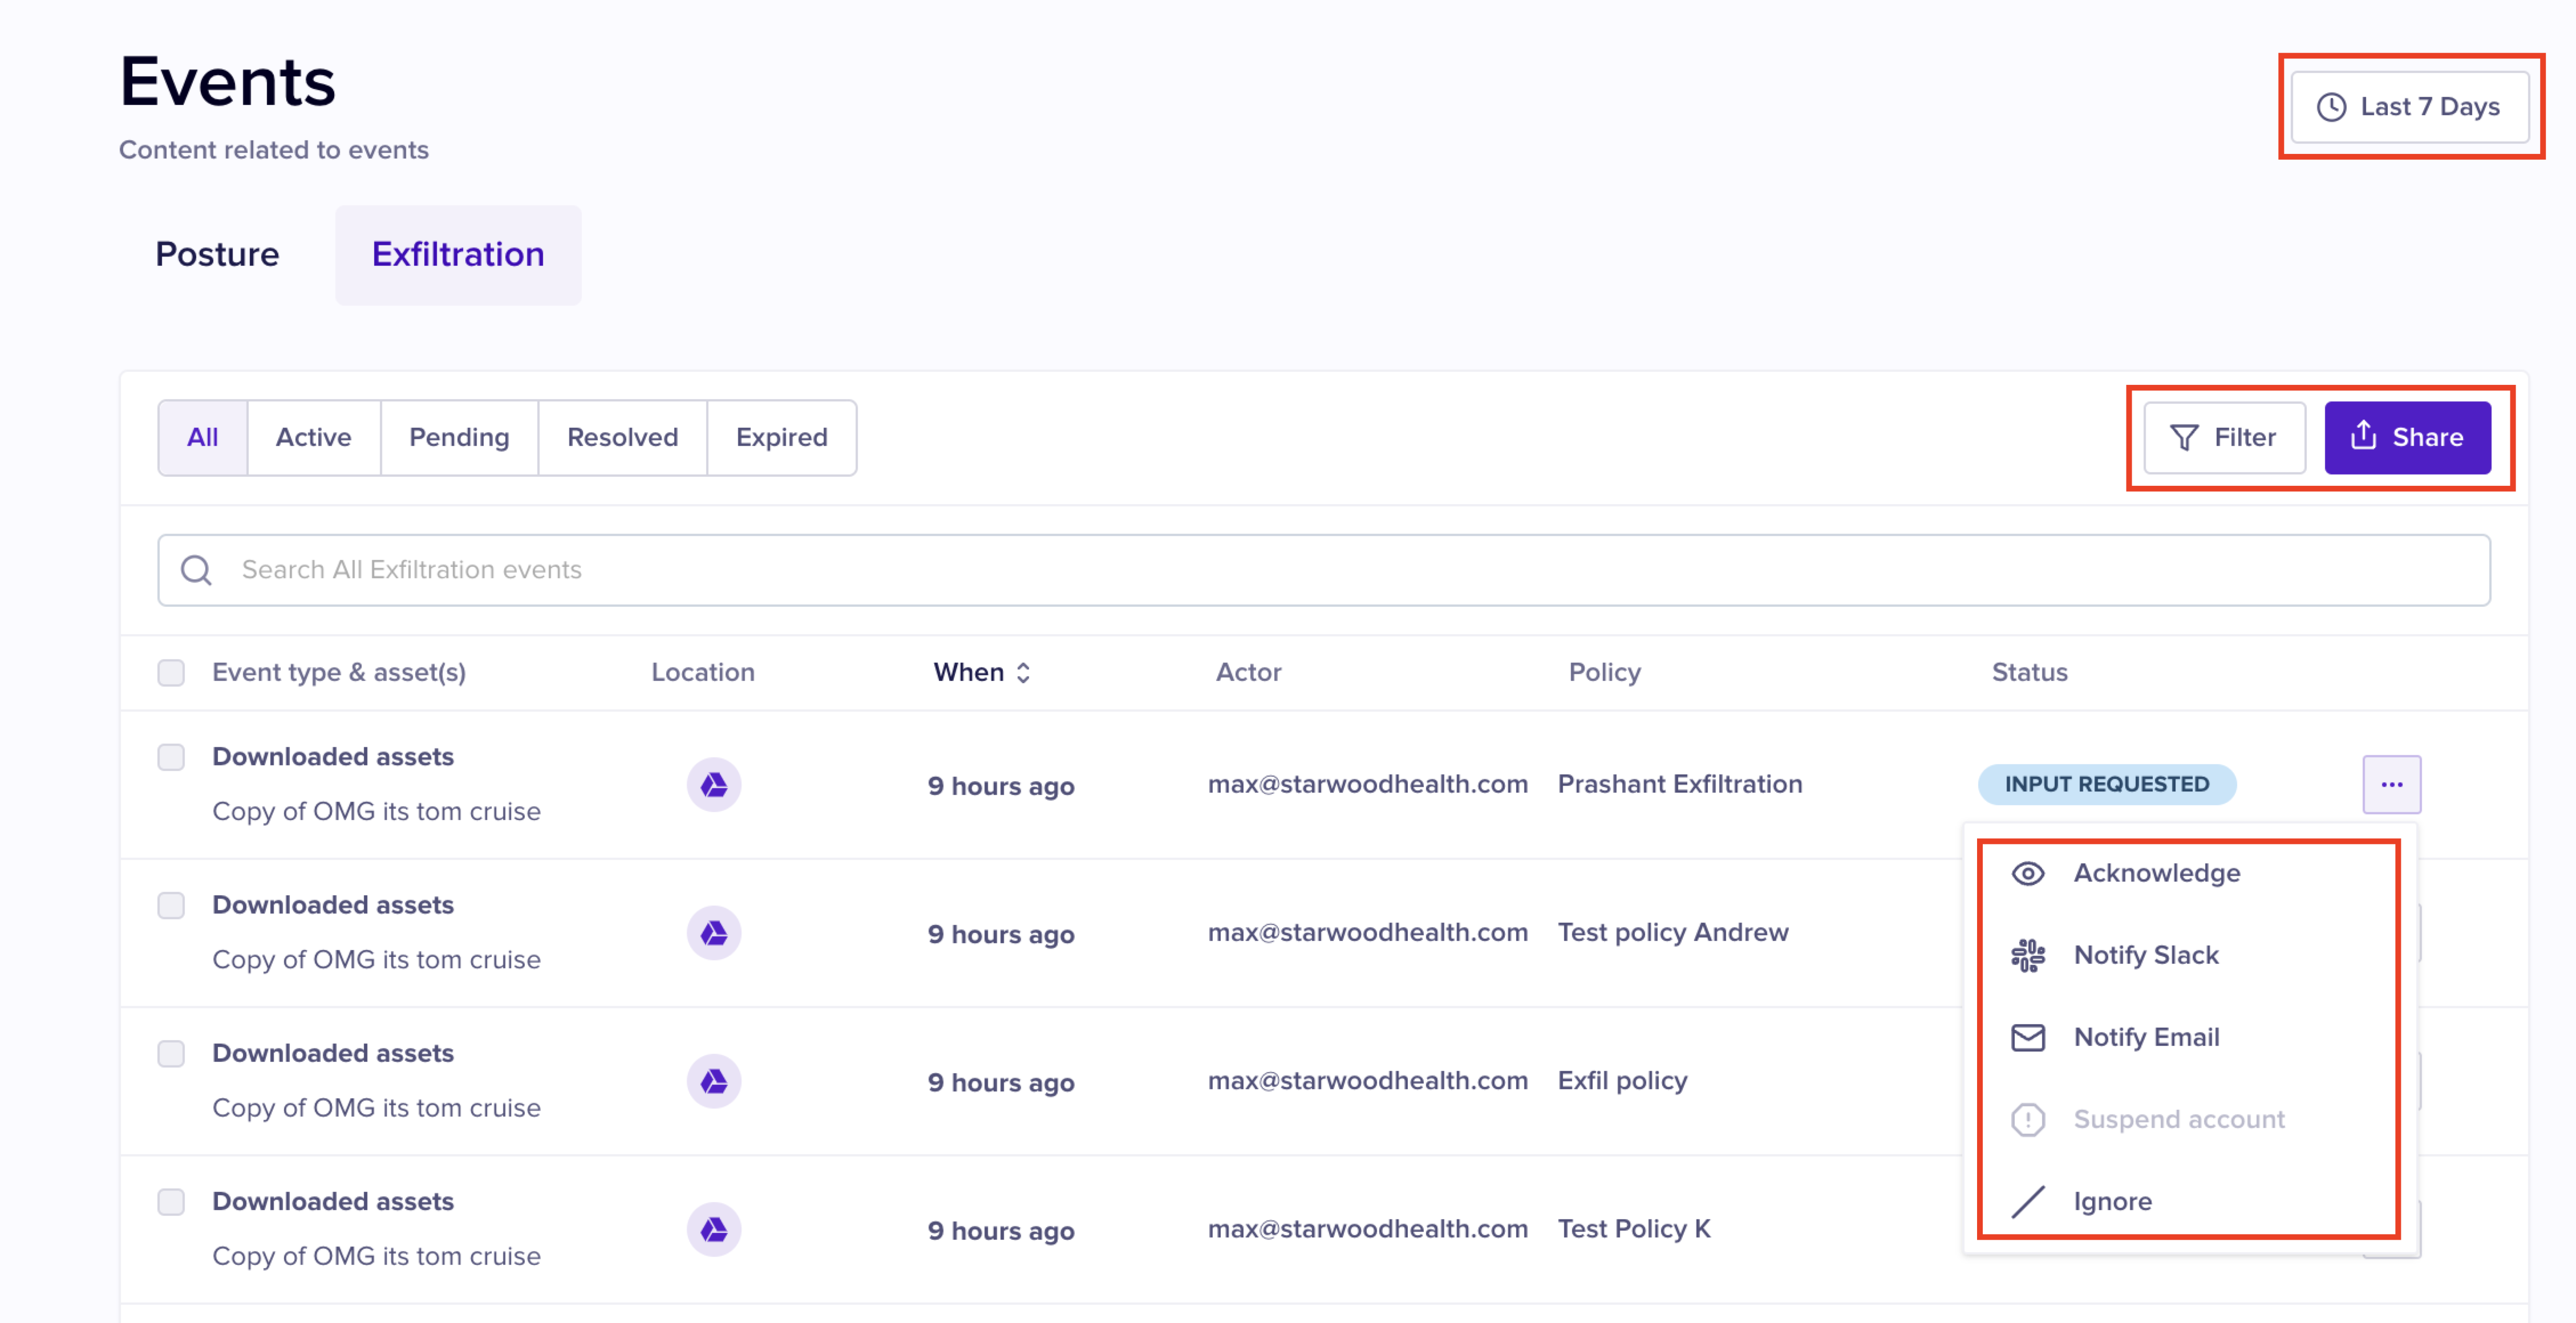 Events
Last 7 Days
Content related to events
Posture
Exfiltration
All
Active
Pending
Resolved
Expired
Filter
Share
Search All Exfiltration events
Event type & asset(s)
Location
When
Actor
Policy
Status
Downloaded assets
Copy of OMG its tom cruise
9 hours ago
max@starwoodhealth.com
Prashant Exfiltration
INPUT REQUESTED
Acknowledge
Notify Slack
Notify Email
Suspend account
Ignore
Downloaded assets
Copy of OMG its tom cruise
9 hours ago
max@starwoodhealth.com
Test policy Andrew
Downloaded assets
Copy of OMG its tom cruise
9 hours ago
max@starwoodhealth.com
Exfil policy
Downloaded assets
Copy of OMG its tom cruise
9 hours ago
max@starwoodhealth.com
Test Policy K